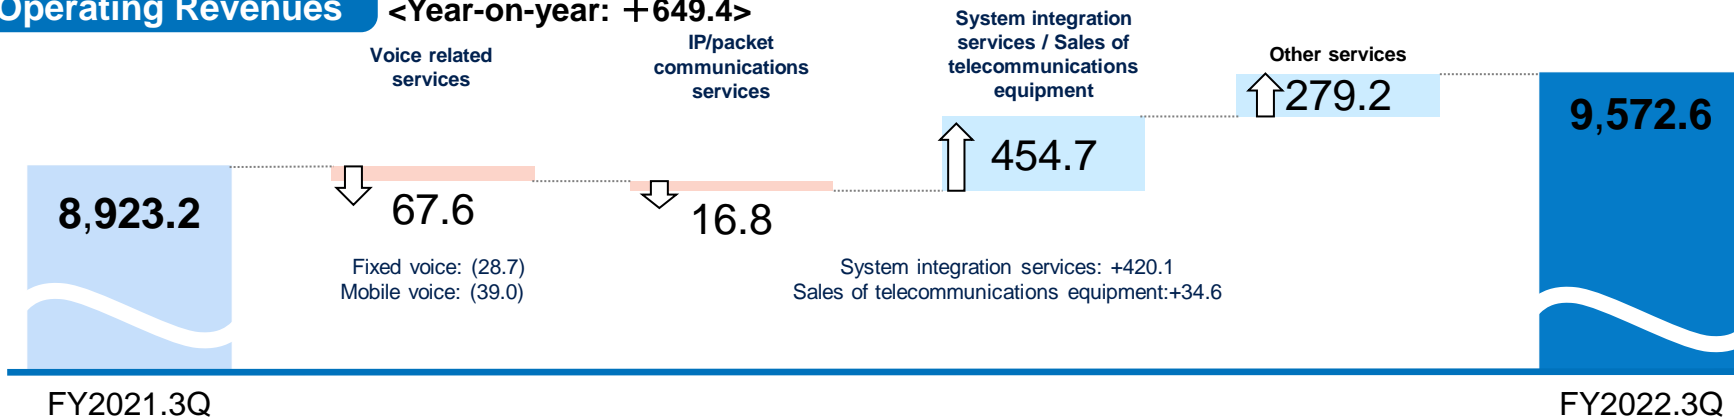 Operating Revenues <Year-on-year: +649.4>
Voice related
services
IP/packet
communications
services
System integration
services / Sales of
telecommunications
equipment
Other services
8,923.2
67.6
16.8
454.7
279.2
9,572.6
Fixed voice: (28.7)
Mobile voice: (39.0)
System integration services: +420.1
Sales of telecommunications equipment:+34.6
FY2021.3Q
FY2022.3Q